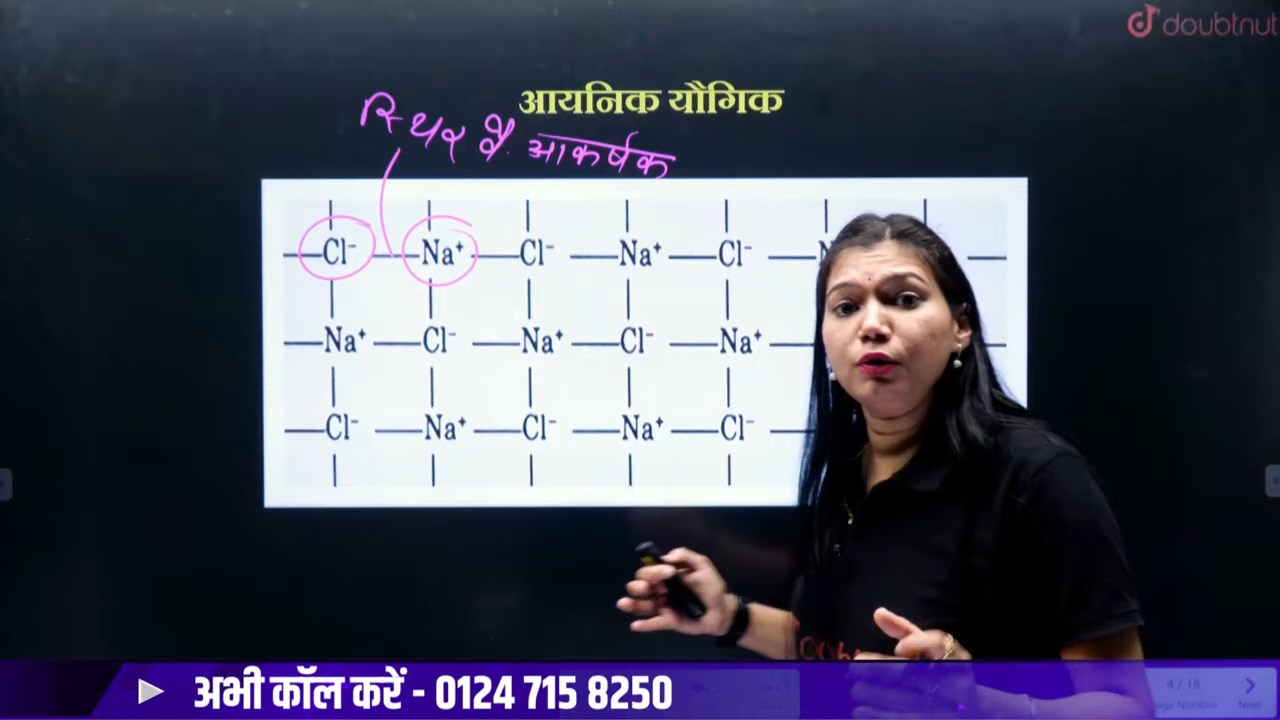 doubtnut
आयनिक यौगिक
स्थिर वै. आकर्षक
Cl⁻ Na⁺ Cl⁻ Na⁺ Cl⁻
Na⁺ Cl⁻ Na⁺ Cl⁻ Na⁺
Cl⁻ Na⁺ Cl⁻ Na⁺ Cl⁻
अभी कॉल करें - 0124 715 8250
4 / 18
Next